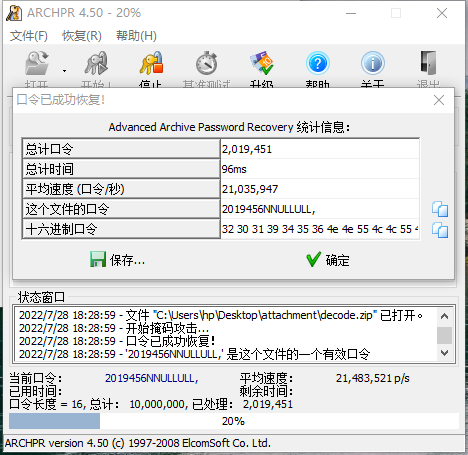 ARCHPR 4.50 - 20%
文件(F) 恢复(R) 帮助(H)
打开 开始！ 停止 基准测试 升级 帮助 退出
口令已成功恢复!
Advanced Archive Password Recovery 统计信息:
总计口令 2,019,451
总计时间 96ms
平均速度 (口令/秒) 21,035,947
这个文件的口令 2019456NNULLULL,
十六进制口令 32 30 31 39 34 35 36 4e 4e 55 4c 4c 55 4
保存... 确定
状态窗口
2022/7/28 18:28:59 - 文件 "C:\Users\hp\Desktop\attachment\decode.zip" 已打开。
2022/7/28 18:28:59 - 开始掩码攻击...
2022/7/28 18:28:59 - 口令已成功恢复!
2022/7/28 18:28:59 - '2019456NNULLULL,' 是这个文件的一个有效口令
当前口令: 2019456NNULLULL, 平均速度: 21,483,521 p/s
已用时间: 剩余时间:
口令长度 = 16, 总计: 10,000,000, 已处理: 2,019,451
20%
ARCHPR version 4.50 (c) 1997-2008 ElcomSoft Co. Ltd.